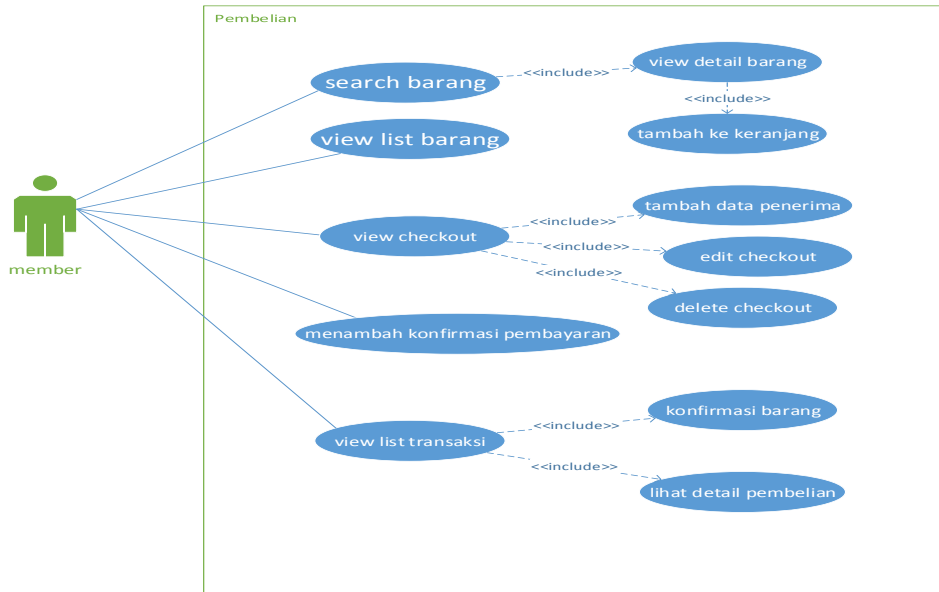 Pembelian
search barang
<<include>>
view detail barang
<<include>>
tambah ke keranjang
view list barang
member
view checkout
<<include>>
tambah data penerima
<<include>>
edit checkout
<<include>>
delete checkout
menambah konfirmasi pembayaran
view list transaksi
<<include>>
konfirmasi barang
<<include>>
lihat detail pembelian